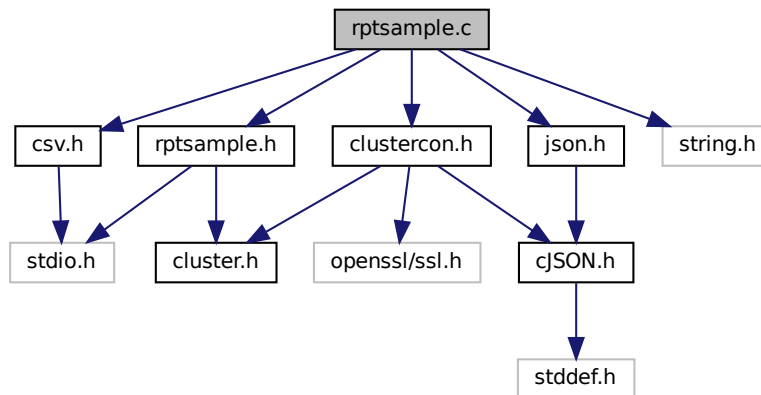 rptsample.c
csv.h
rptsample.h
clustercon.h
json.h
string.h
stdio.h
cluster.h
openssl/ssl.h
cJSON.h
stddef.h